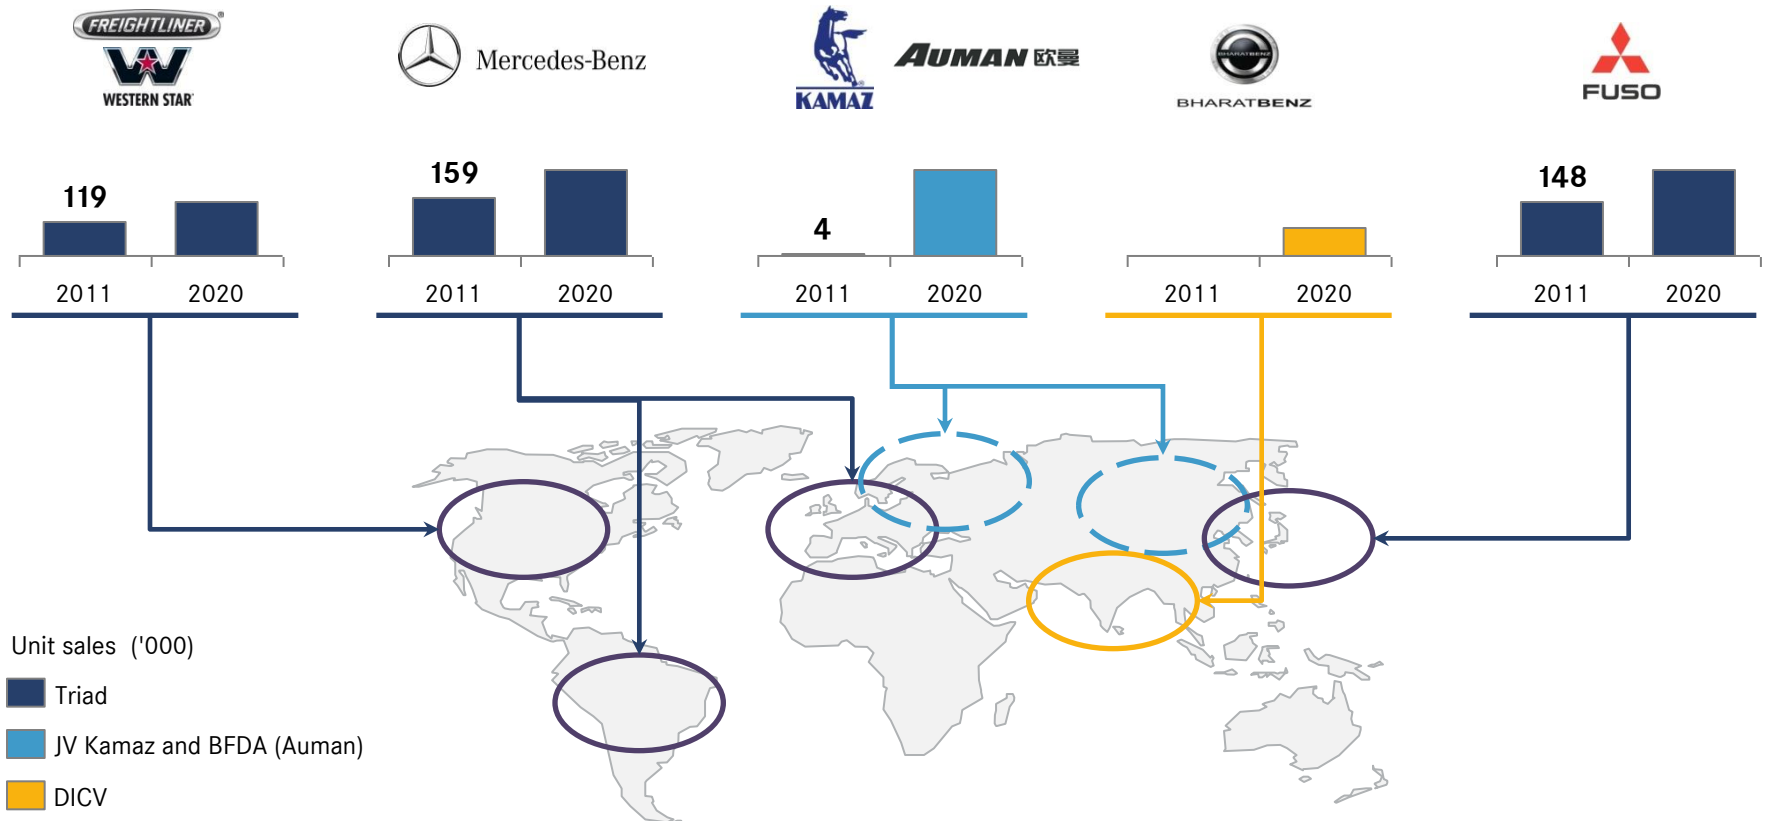 FREIGHTLINER
WESTERN STAR
Mercedes-Benz
KAMAZ
AUMAN 欧曼
BHARATBENZ
BHARATBENZ
FUSO
119
159
4
148
2011 2020
2011 2020
2011 2020
2011 2020
2011 2020
Unit sales ('000)
Triad
JV Kamaz and BFDA (Auman)
DICV